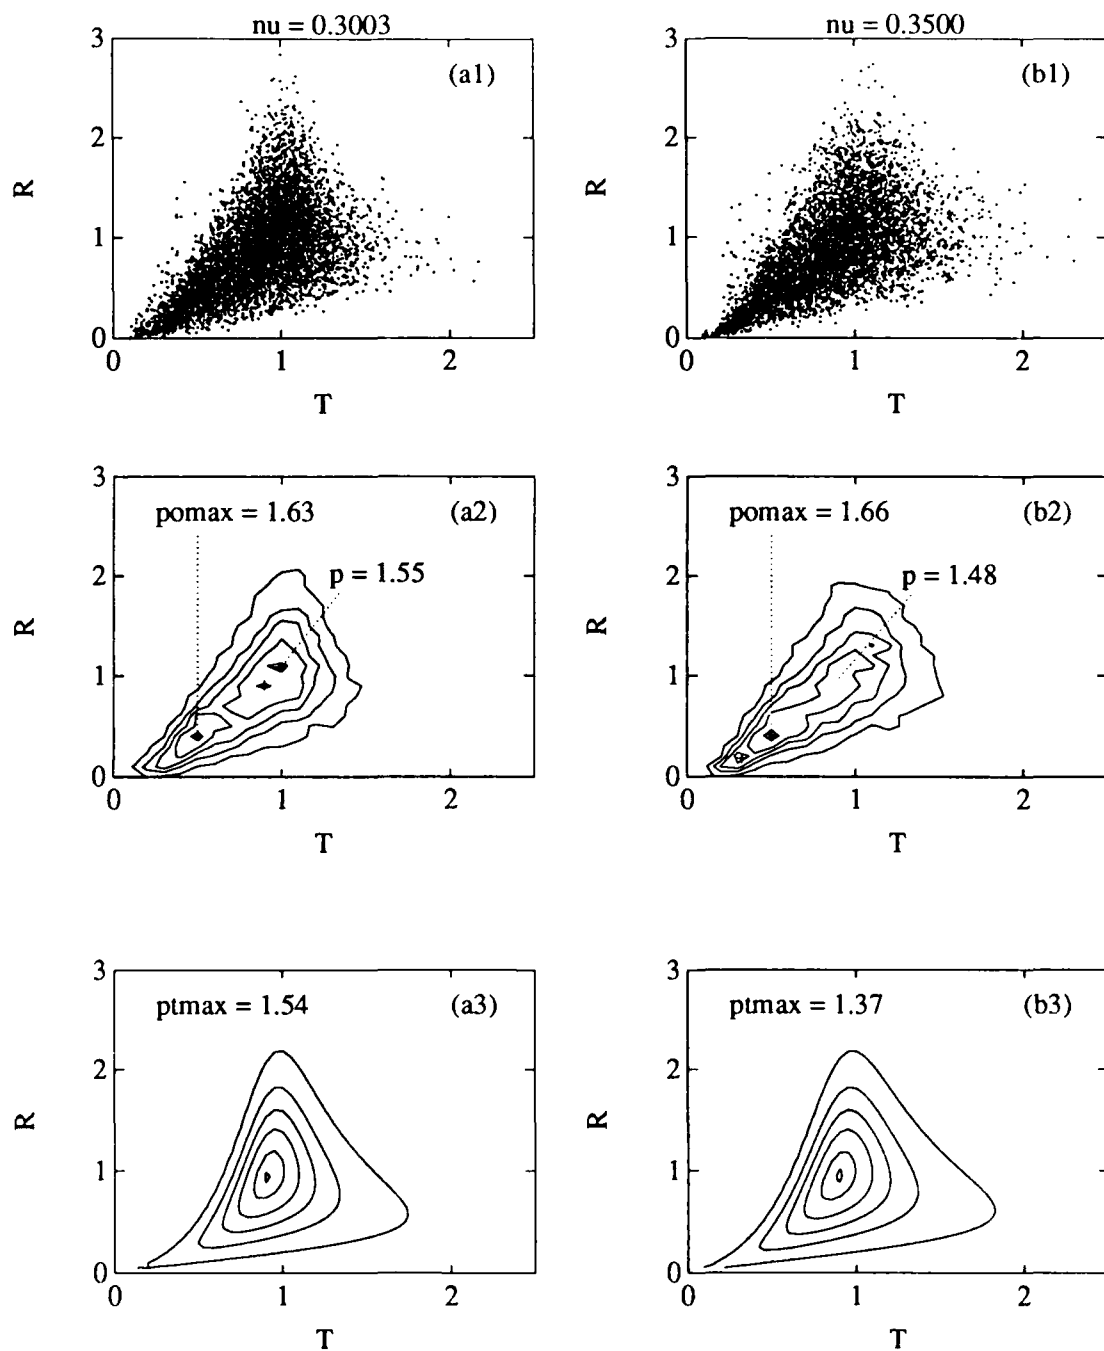 nu = 0.3003
nu = 0.3500
3
(a1)
2
R
1
0
0
1
2
T
3
(b1)
2
R
1
0
0
1
2
T
3
pomax = 1.63
(a2)
2
p = 1.55
R
1
0
0
1
2
T
3
pomax = 1.66
(b2)
2
p = 1.48
R
1
0
0
1
2
T
3
ptmax = 1.54
(a3)
2
R
1
0
0
1
2
T
3
ptmax = 1.37
(b3)
2
R
1
0
0
1
2
T